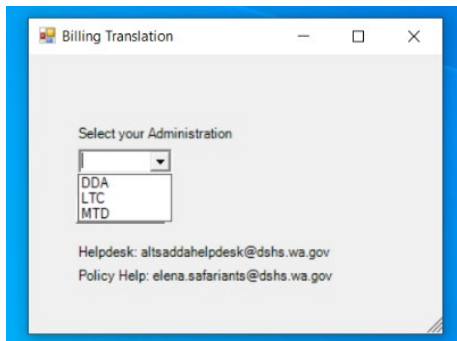 Billing Translation
Select your Administration
DDA
LTC
MTD
Helpdesk: altsaddahelpdesk@dshs.wa.gov
Policy Help: elena.safariants@dshs.wa.gov